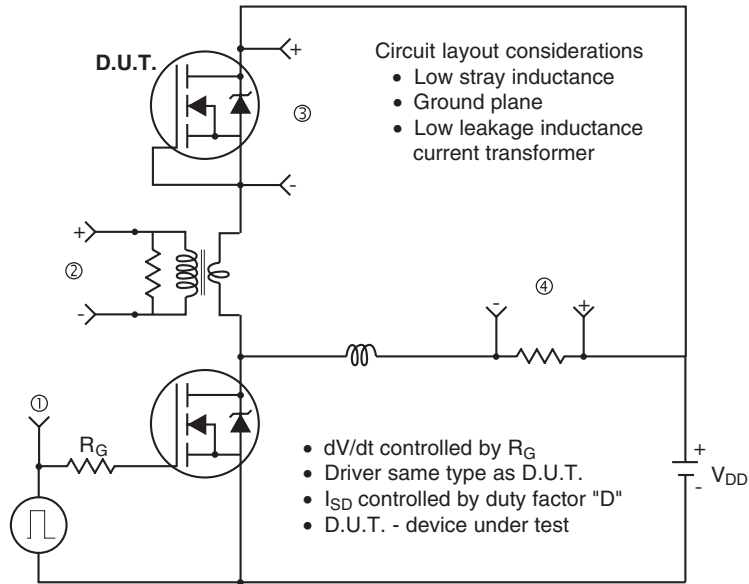 D.U.T.
+
③
-
Circuit layout considerations
• Low stray inductance
• Ground plane
• Low leakage inductance
current transformer
+
②
-
④
-
+
①
R_G
• dV/dt controlled by R_G
• Driver same type as D.U.T.
• I_SD controlled by duty factor "D"
• D.U.T. - device under test
+
V_DD
-